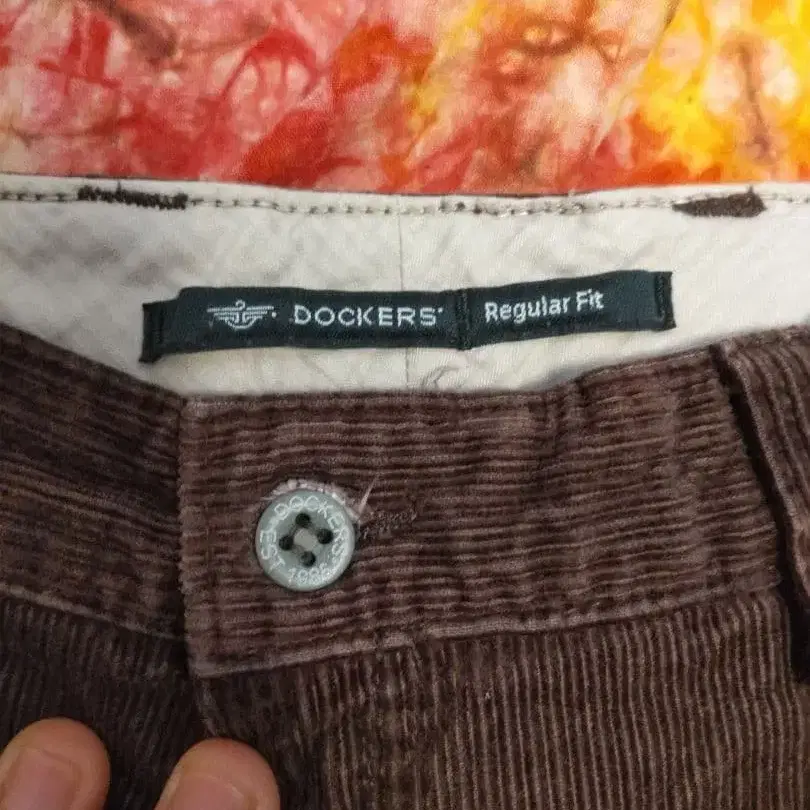 DOCKERS®
Regular Fit
DOCKERS
EST 1986